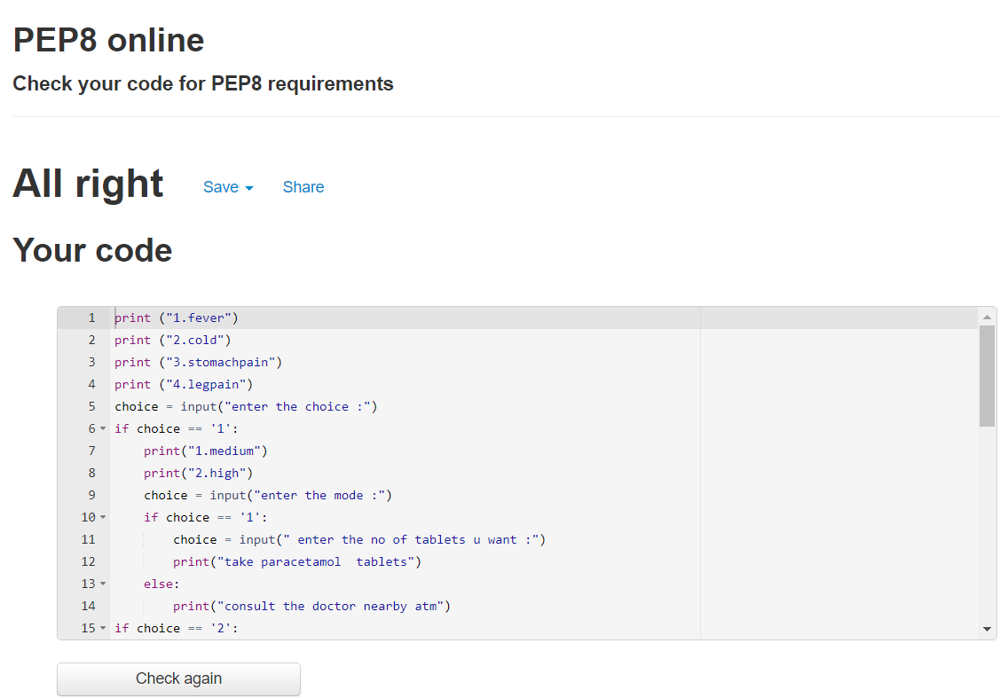 PEP8 online
Check your code for PEP8 requirements
All right Save Share
Your code
1 print ("1.fever")
2 print ("2.cold")
3 print ("3.stomachpain")
4 print ("4.legpain")
5 choice = input("enter the choice :")
6 if choice == '1':
7     print("1.medium")
8     print("2.high")
9     choice = input("enter the mode :")
10     if choice == '1':
11         choice = input(" enter the no of tablets u want :")
12         print("take paracetamol  tablets")
13     else:
14         print("consult the doctor nearby atm")
15 if choice == '2':
Check again